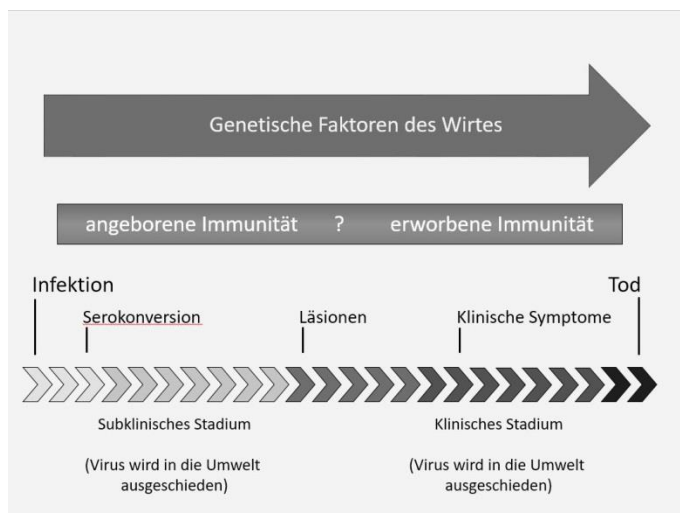 Genetische Faktoren des Wirtes
angeborene Immunität ? erworbene Immunität
Infektion
Tod
Serokonversion
Läsionen
Klinische Symptome
Subklinisches Stadium
(Virus wird in die Umwelt
ausgeschieden)
Klinisches Stadium
(Virus wird in die Umwelt
ausgeschieden)